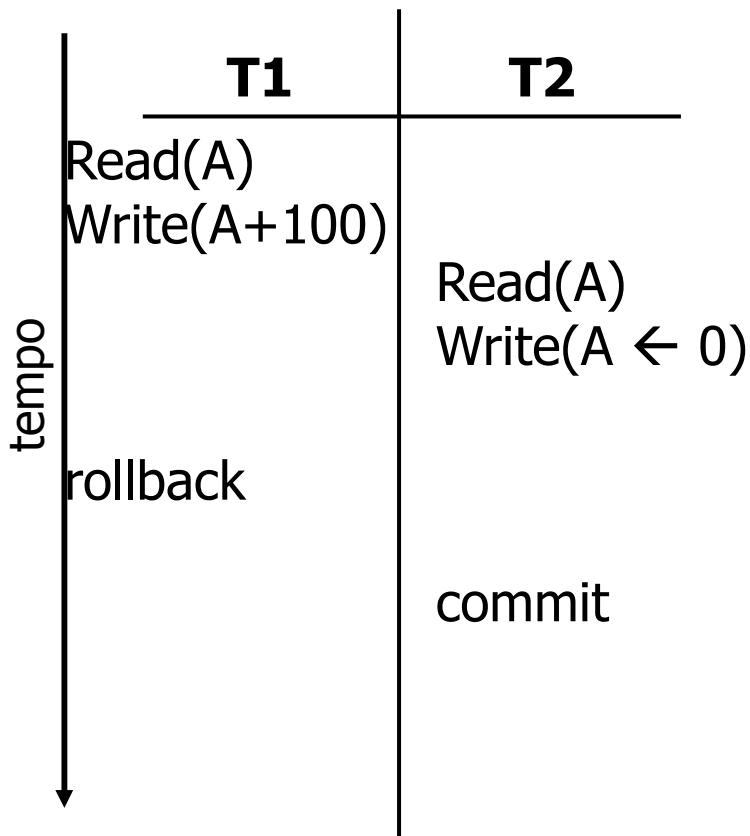 T1 T2
Read(A)
Write(A+100)
Read(A)
Write(A ← 0)
tempo
rollback
commit